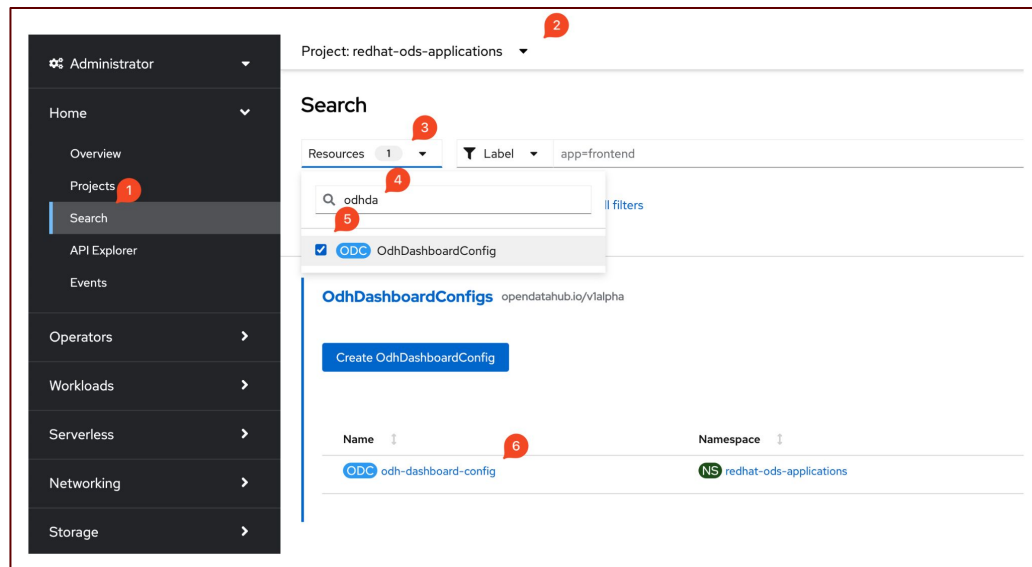 2
Project: redhat-ods-applications
Administrator
Home
Overview
Projects
1
Search
API Explorer
Events
Operators
Workloads
Serverless
Networking
Storage
Search
3
Resources 1
Label
app=frontend
4
odhda
ll filters
5
ODC OdhDashboardConfig
OdhDashboardConfigs opendatahub.io/v1alpha
Create OdhDashboardConfig
Name
Namespace
6
ODC odh-dashboard-config
NS redhat-ods-applications